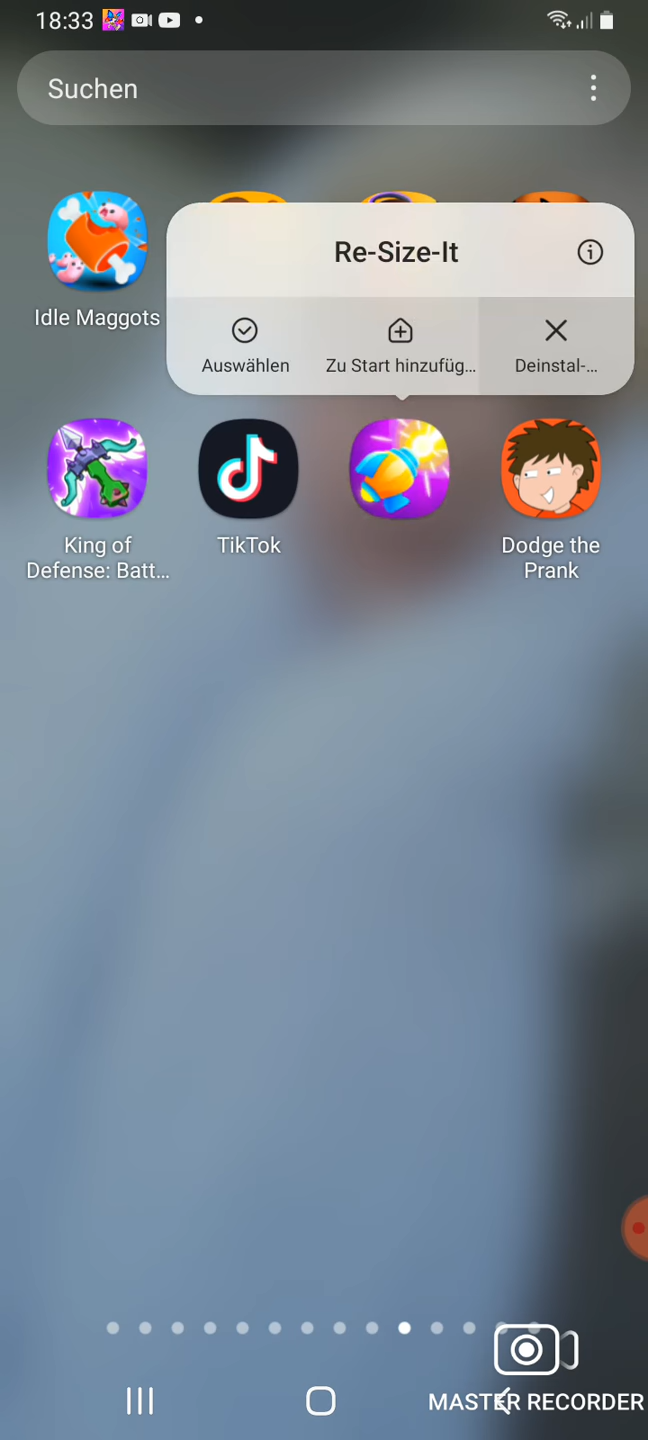 18:33
Suchen
Re-Size-It
Auswählen
Zu Start hinzufüg...
Deinstal-...
Idle Maggots
King of
Defense: Batt...
TikTok
Dodge the
Prank
MASTER RECORDER